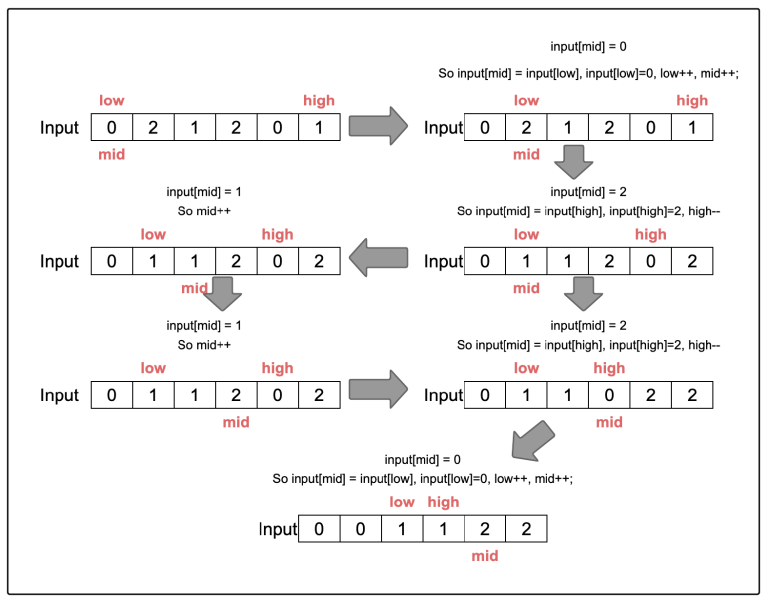 input[mid] = 0
So input[mid] = input[low], input[low]=0, low++, mid++;
low high
Input 0 2 1 2 0 1
mid
low high
Input 0 2 1 2 0 1
mid
input[mid] = 2
So input[mid] = input[high], input[high]=2, high--
low high
Input 0 1 1 2 0 2
mid
input[mid] = 1
So mid++
low high
Input 0 1 1 2 0 2
mid
input[mid] = 1
So mid++
low high
Input 0 1 1 2 0 2
mid
input[mid] = 2
So input[mid] = input[high], input[high]=2, high--
low high
Input 0 1 1 0 2 2
mid
input[mid] = 0
So input[mid] = input[low], input[low]=0, low++, mid++;
low high
Input 0 0 1 1 2 2
mid